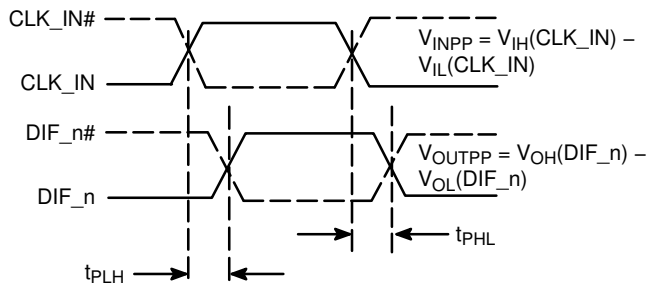 CLK_IN#
V_INPP = V_IH(CLK_IN) –
V_IL(CLK_IN)
CLK_IN
DIF_n#
V_OUTPP = V_OH(DIF_n) –
V_OL(DIF_n)
DIF_n
t_PHL
t_PLH